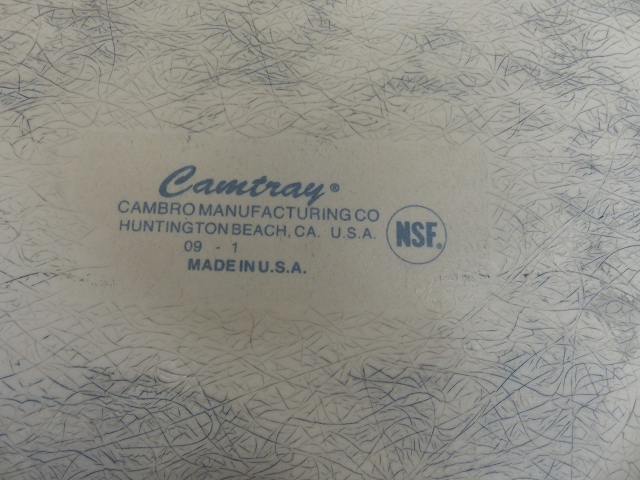 Camtray®
CAMBRO MANUFACTURING CO
HUNTINGTON BEACH, CA. U.S.A.
09 - 1
MADE IN U.S.A.
NSF®